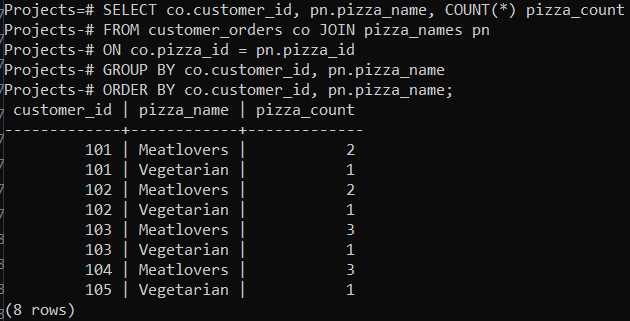 Projects=# SELECT co.customer_id, pn.pizza_name, COUNT(*) pizza_count
Projects-# FROM customer_orders co JOIN pizza_names pn
Projects-# ON co.pizza_id = pn.pizza_id
Projects-# GROUP BY co.customer_id, pn.pizza_name
Projects-# ORDER BY co.customer_id, pn.pizza_name;
 customer_id | pizza_name | pizza_count
-------------+------------+-------------
         101 | Meatlovers |           2
         101 | Vegetarian |           1
         102 | Meatlovers |           2
         102 | Vegetarian |           1
         103 | Meatlovers |           3
         103 | Vegetarian |           1
         104 | Meatlovers |           3
         105 | Vegetarian |           1
(8 rows)